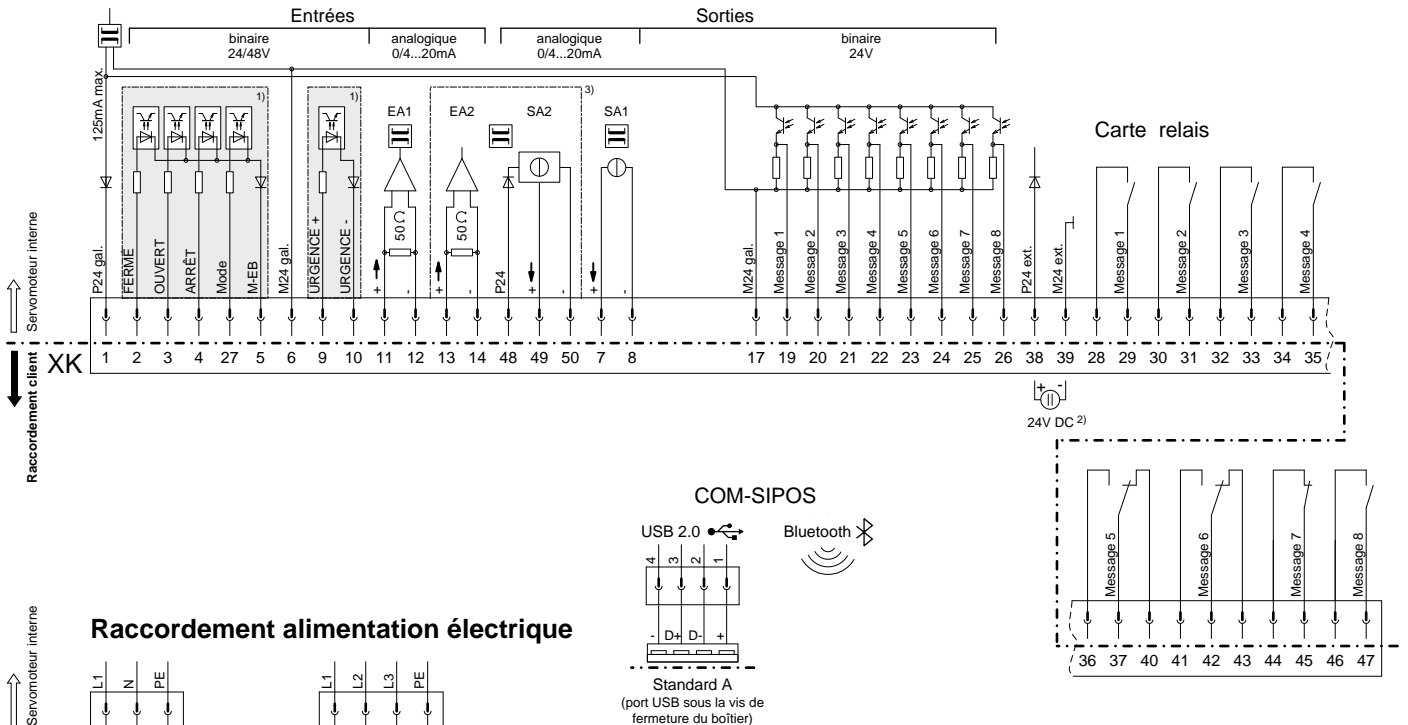 Entrées
Sorties
binaire
24/48V
analogique
0/4...20mA
analogique
0/4...20mA
binaire
24V
125mA max.
1)
1)
3)
EA1
EA2
SA2
SA1
Carte relais
50Ω
50Ω
P24 gal.
FERMÉ
OUVERT
ARRÊT
Mode
M-EB
M24 gal.
URGENCE +
URGENCE -
+
-
+
-
P24
+
-
+
-
M24 gal.
Message 1
Message 2
Message 3
Message 4
Message 5
Message 6
Message 7
Message 8
P24 ext.
M24 ext.
Message 1
Message 2
Message 3
Message 4
Servomoteur interne
Raccordement client
XK
1 2 3 4 27 5 6 9 10 11 12 13 14 48 49 50 7 8 17 19 20 21 22 23 24 25 26 38 39 28 29 30 31 32 33 34 35
+ -
24V DC 2)
COM-SIPOS
USB 2.0
Bluetooth
4 3 2 1
- D+ D- +
Standard A
(port USB sous la vis de
fermeture du boîtier)
Message 5
Message 6
Message 7
Message 8
36 37 40 41 42 43 44 45 46 47
Raccordement alimentation électrique
Servomoteur interne
L1 N PE
L1 L2 L3 PE